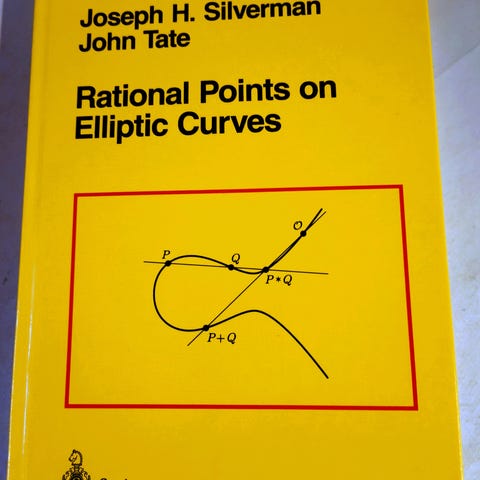 Joseph H. Silverman
John Tate
Rational Points on
Elliptic Curves
O
P
Q
P*Q
P+Q